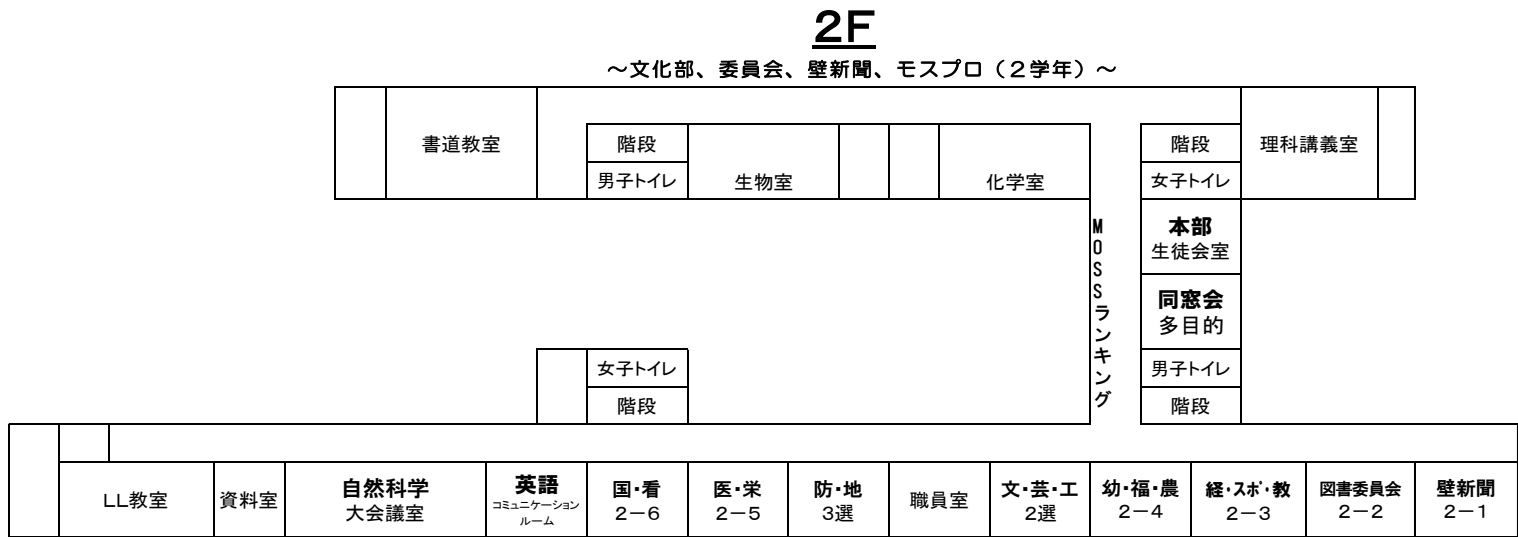 2F
～文化部、委員会、壁新聞、モスプロ（2学年）～
書道教室
階段
男子トイレ
生物室
化学室
階段
女子トイレ
理科講義室
本部
生徒会室
同窓会
多目的
男子トイレ
階段
MOSSランキング
女子トイレ
階段
LL教室
資料室
自然科学
大会議室
英語
コミュニケーション
ルーム
国・看
2－6
医・栄
2－5
防・地
3選
職員室
文・芸・工
2選
幼・福・農
2－4
経・スポ・教
2－3
図書委員会
2－2
壁新聞
2－1